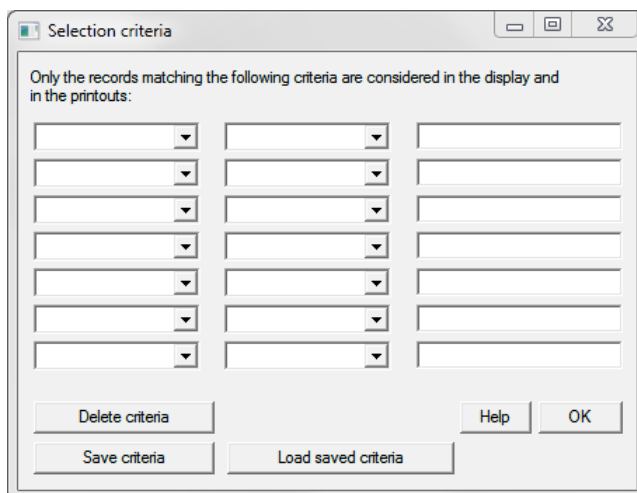 Selection criteria
Only the records matching the following criteria are considered in the display and
in the printouts:
Delete criteria
Help
OK
Save criteria
Load saved criteria